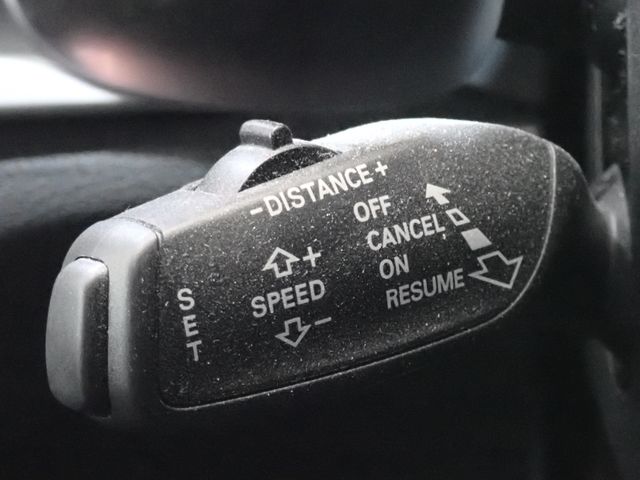 -DISTANCE+
OFF
CANCEL
ON
RESUME
+
SPEED
-
SET